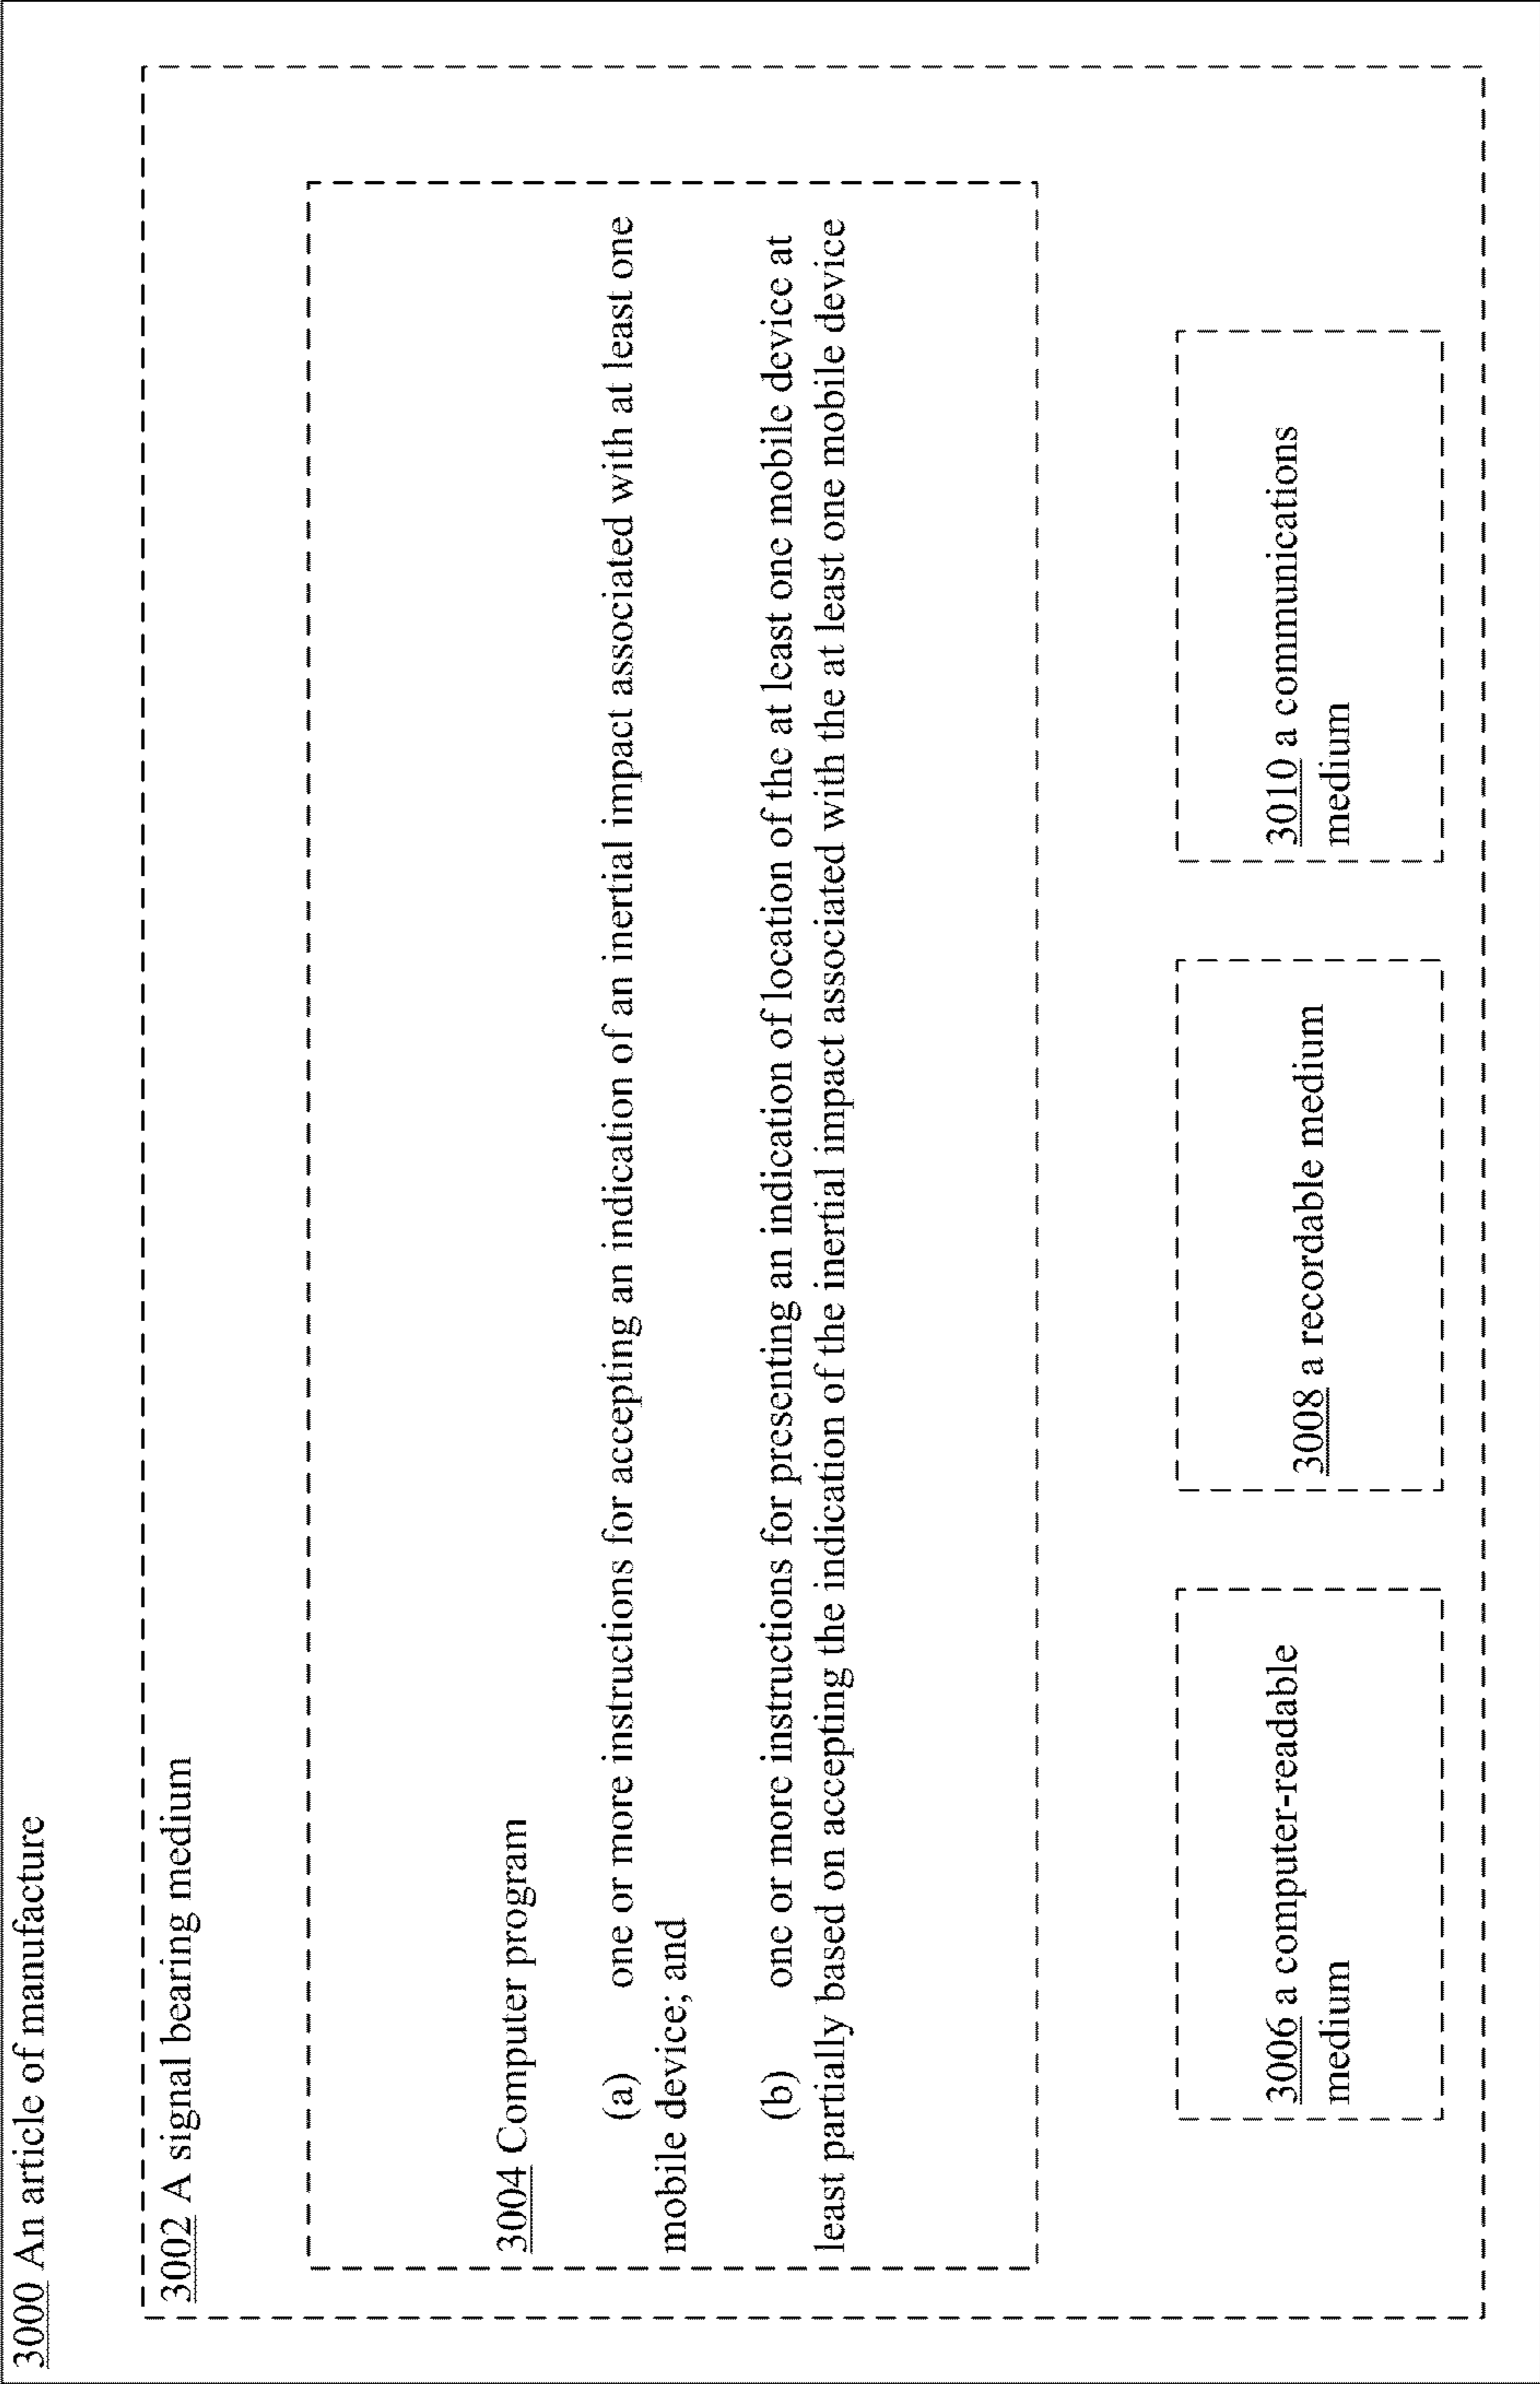 3000 An article of manufacture
3002 A signal bearing medium
3004 Computer program
(a) one or more instructions for accepting an indication of an inertial impact associated with at least one
mobile device; and
(b) one or more instructions for presenting an indication of location of the at least one mobile device at
least partially based on accepting the indication of the inertial impact associated with the at least one mobile device
3006 a computer-readable
medium
3008 a recordable medium
3010 a communications
medium